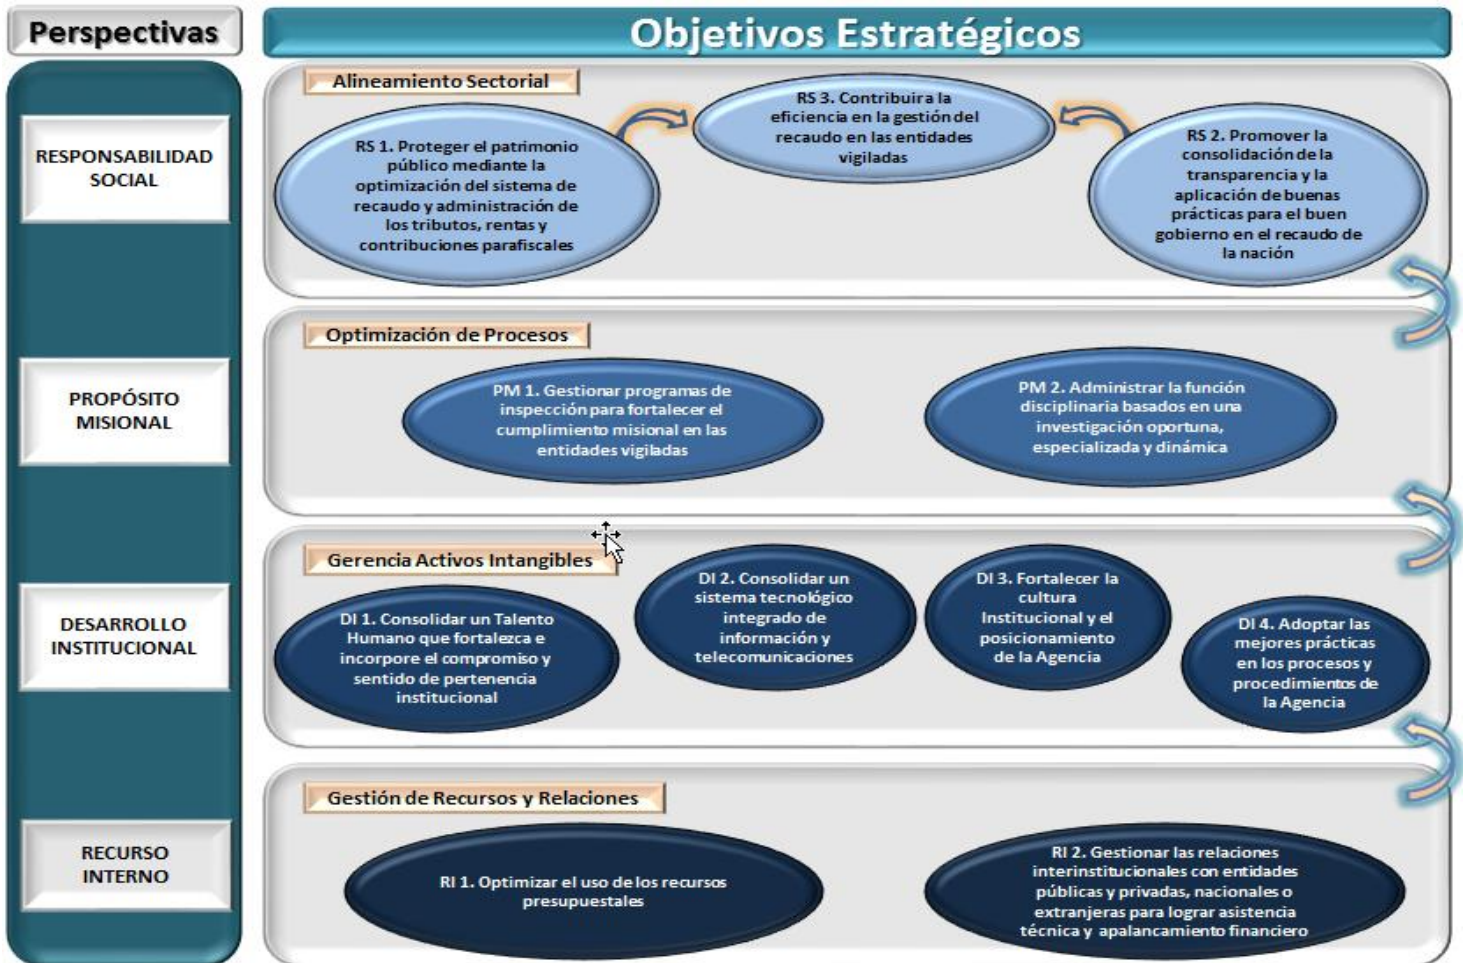 Perspectivas
Objetivos Estratégicos
RESPONSABILIDAD
SOCIAL
Alineamiento Sectorial
RS 1. Proteger el patrimonio
público mediante la
optimización del sistema de
recaudo y administración de
los tributos, rentas y
contribuciones parafiscales
RS 3. Contribuir a la
eficiencia en la gestión del
recaudo en las entidades
vigiladas
RS 2. Promover la
consolidación de la
transparencia y la
aplicación de buenas
prácticas para el buen
gobierno en el recaudo de
la nación
PROPÓSITO
MISIONAL
Optimización de Procesos
PM 1. Gestionar programas de
inspección para fortalecer el
cumplimiento misional en las
entidades vigiladas
PM 2. Administrar la función
disciplinaria basados en una
investigación oportuna,
especializada y dinámica
DESARROLLO
INSTITUCIONAL
Gerencia Activos Intangibles
DI 1. Consolidar un Talento
Humano que fortalezca e
incorpore el compromiso y
sentido de pertenencia
institucional
DI 2. Consolidar un
sistema tecnológico
integrado de
información y
telecomunicaciones
DI 3. Fortalecer la
cultura
Institucional y el
posicionamiento
de la Agencia
DI 4. Adoptar las
mejores prácticas
en los procesos y
procedimientos de
la Agencia
RECURSO
INTERNO
Gestión de Recursos y Relaciones
RI 1. Optimizar el uso de los recursos
presupuestales
RI 2. Gestionar las relaciones
interinstitucionales con entidades
públicas y privadas, nacionales o
extranjeras para lograr asistencia
técnica y apalancamiento financiero